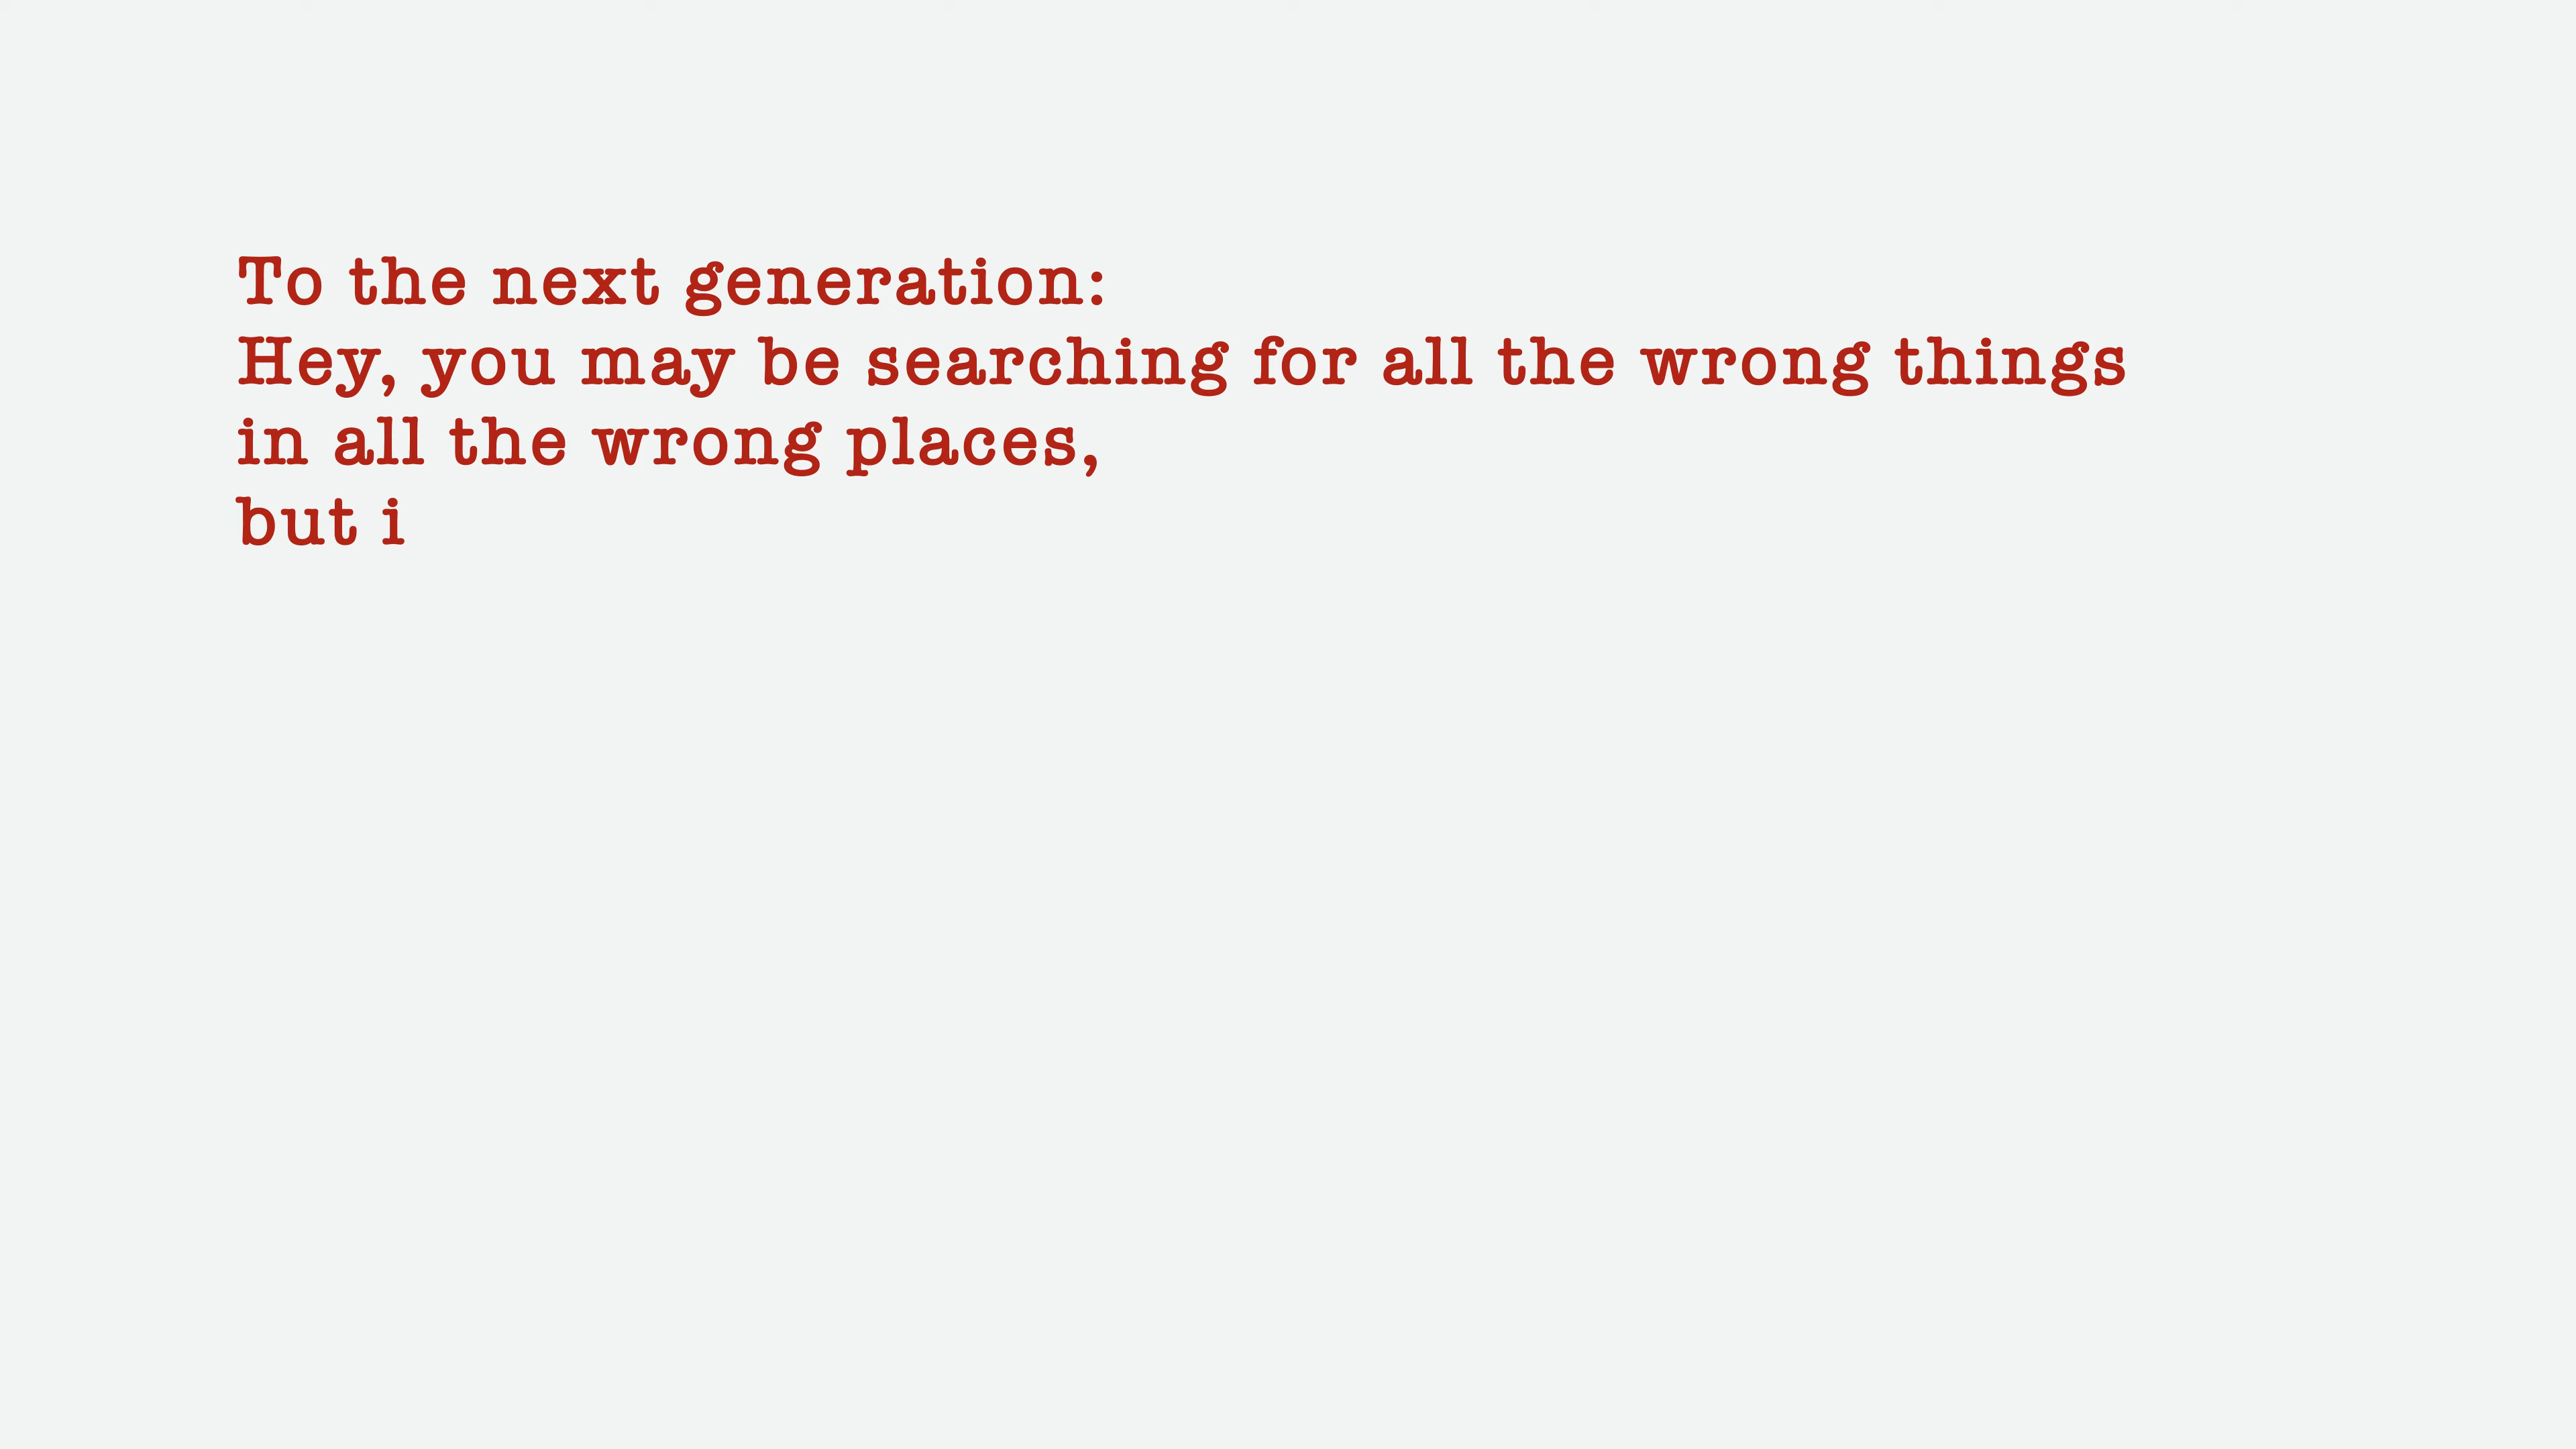 To the next generation:
Hey, you may be searching for all the wrong things
in all the wrong places,
but i